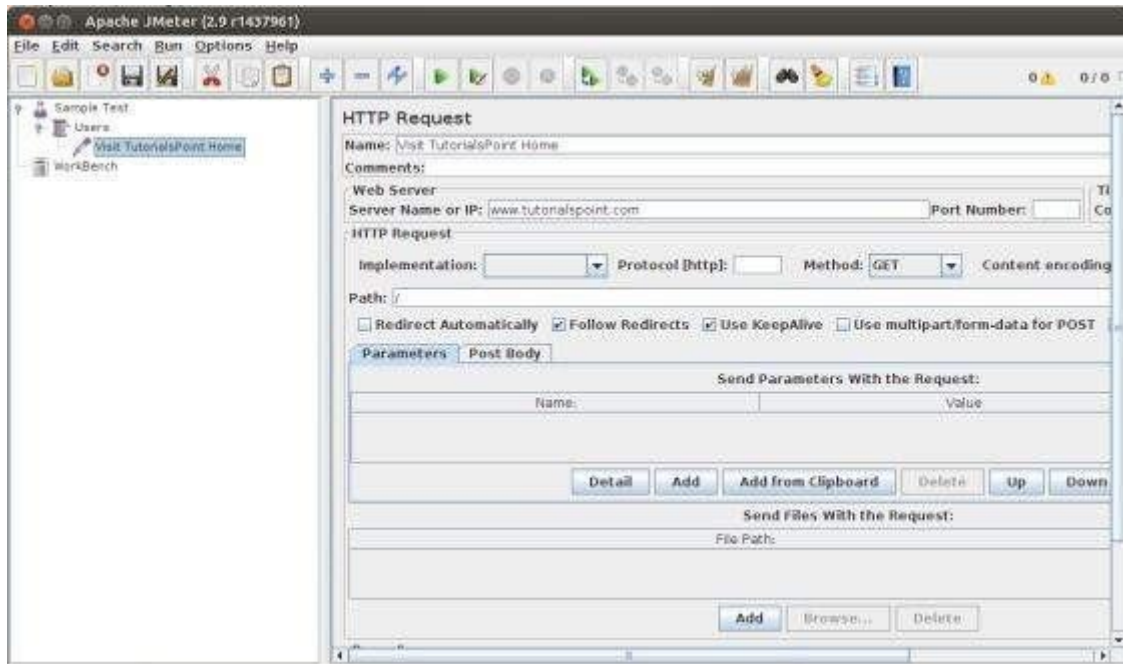 Apache JMeter (2.9 r1437961)
File Edit Search Run Options Help
0 0 / 0
Sample Test
Users
Visit TutorialsPoint Home
WorkBench
HTTP Request
Name: Visit TutorialsPoint Home
Comments:
Web Server
Server Name or IP: www.tutorialspoint.com Port Number: Co
HTTP Request
Implementation: Protocol [http]: Method: GET Content encoding
Path: /
Redirect Automatically Follow Redirects Use KeepAlive Use multipart/form-data for POST
Parameters Post Body
Send Parameters With the Request:
Name: Value
Detail Add Add from Clipboard Delete Up Down
Send Files With the Request:
File Path:
Add Browse... Delete